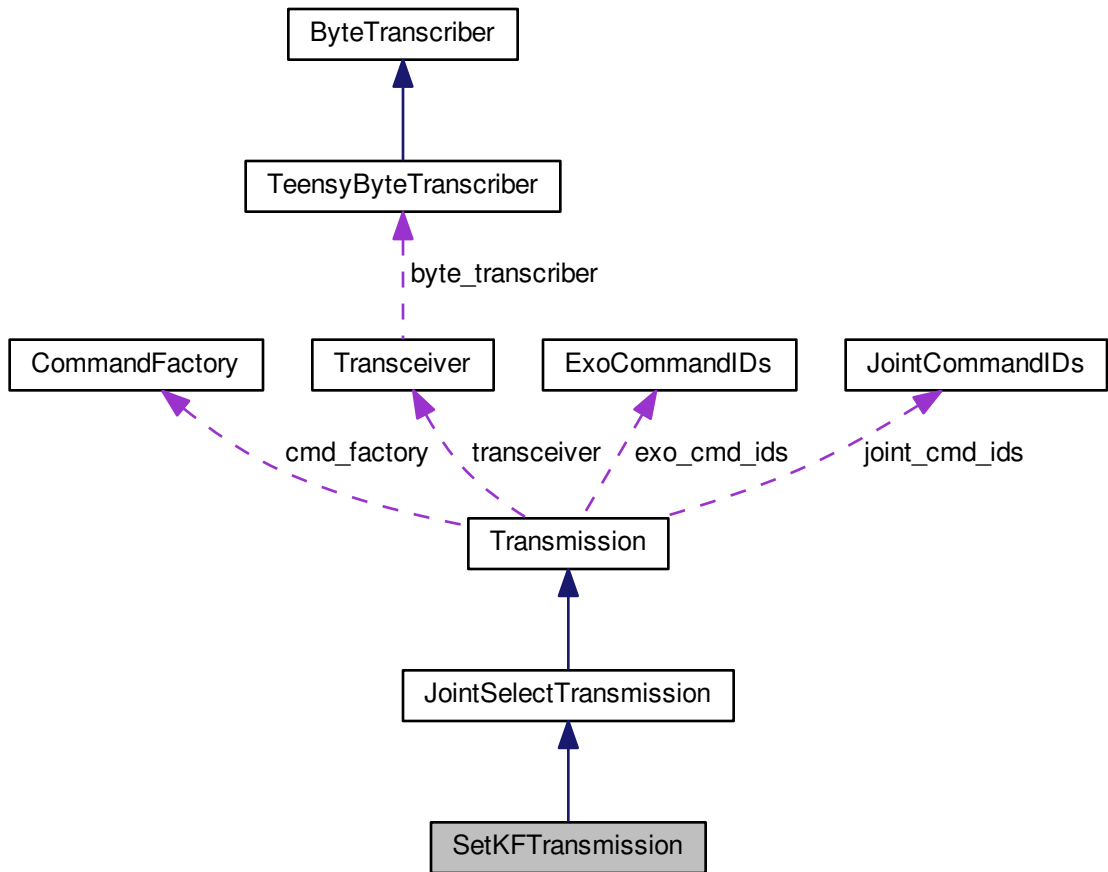 ByteTranscriber
TeensyByteTranscriber
byte_transcriber
CommandFactory
Transceiver
ExoCommandIDs
JointCommandIDs
cmd_factory
transceiver
exo_cmd_ids
joint_cmd_ids
Transmission
JointSelectTransmission
SetKFTransmission